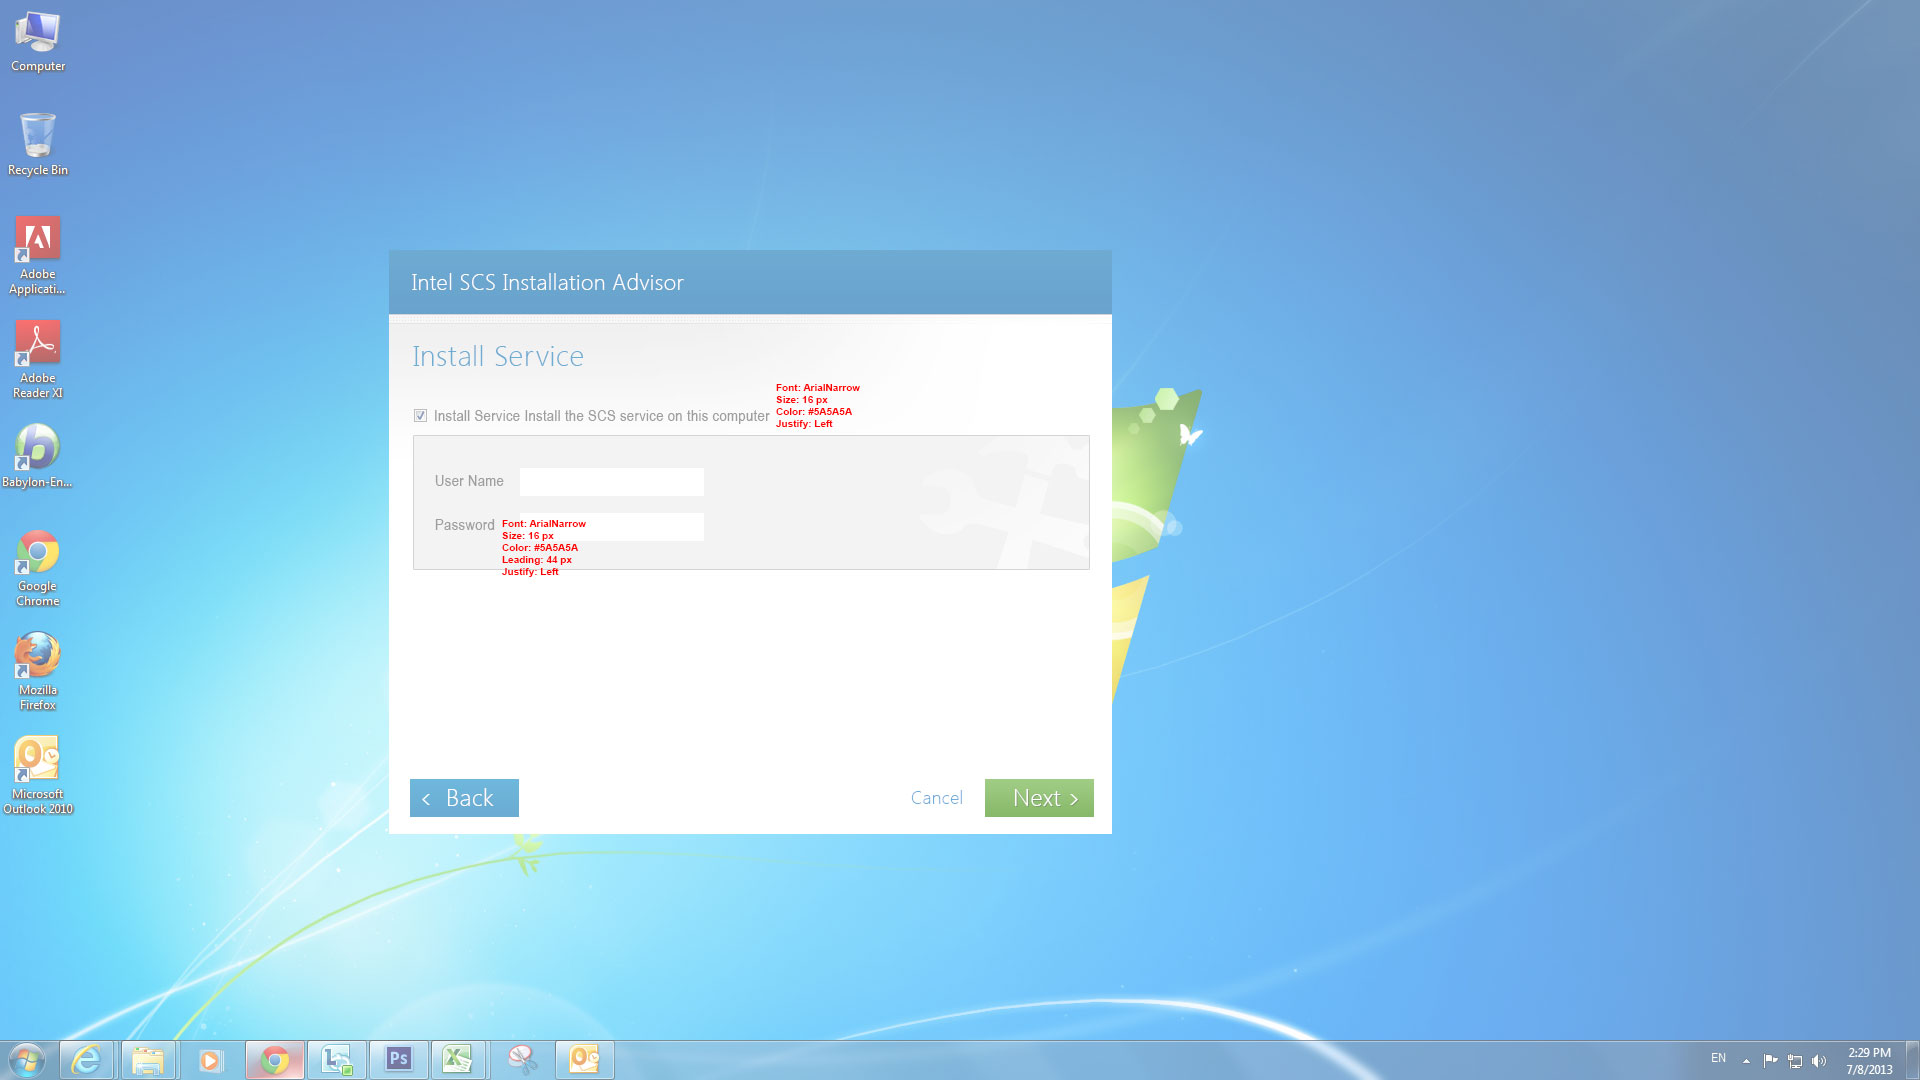 Computer
Recycle Bin
Adobe
Applicati...
Adobe
Reader XI
Babylon-En...
Google
Chrome
Mozilla
Firefox
Microsoft
Outlook 2010
Intel SCS Installation Advisor
Install Service
Font: ArialNarrow
Size: 16 px
Color: #5A5A5A
Justify: Left
Install Service Install the SCS service on this computer
User Name
Password
Font: ArialNarrow
Size: 16 px
Color: #5A5A5A
Leading: 44 px
Justify: Left
< Back
Cancel
Next >
Ps
EN
2:29 PM
7/8/2013